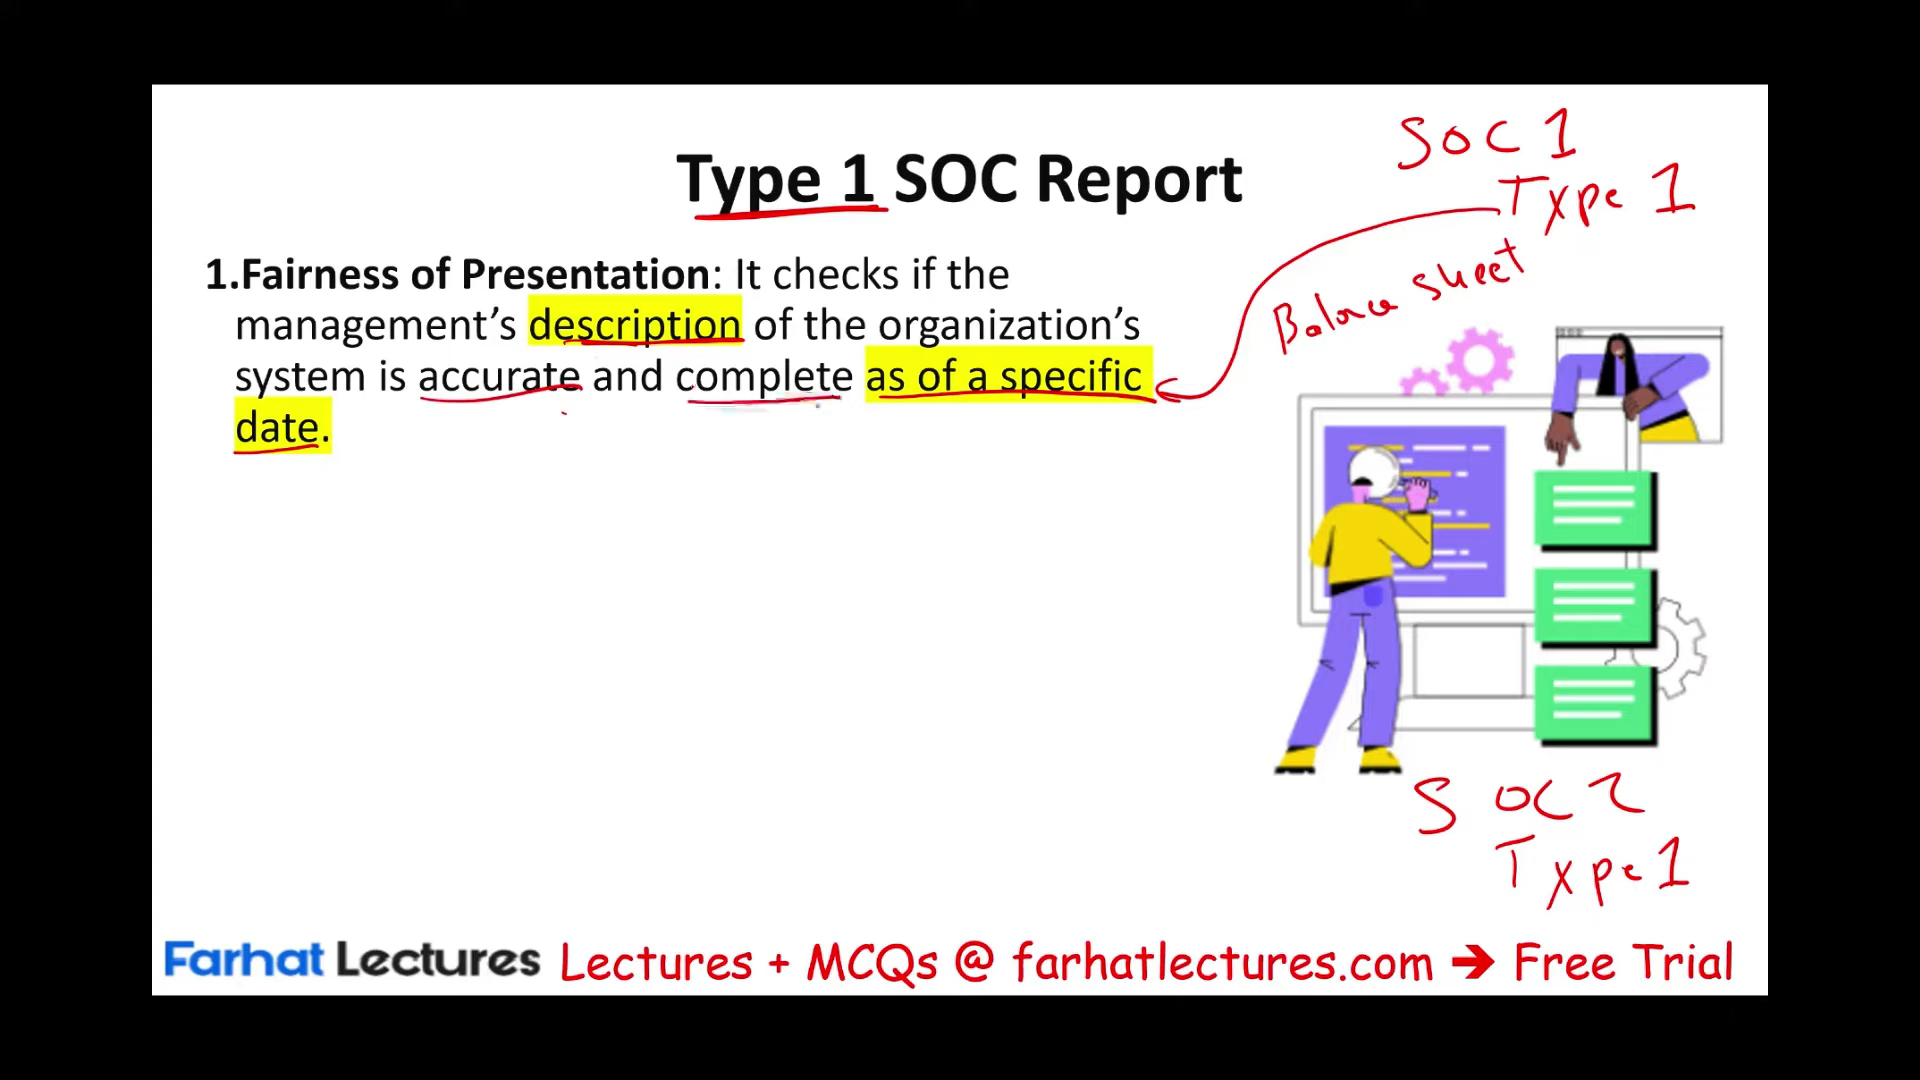 Type 1 SOC Report
SOC 1
Type 1
Balance sheet
1.Fairness of Presentation: It checks if the
management’s description of the organization’s
system is accurate and complete as of a specific
date.
SOC 2
Type 1
Farhat Lectures Lectures + MCQs @ farhatlectures.com → Free Trial